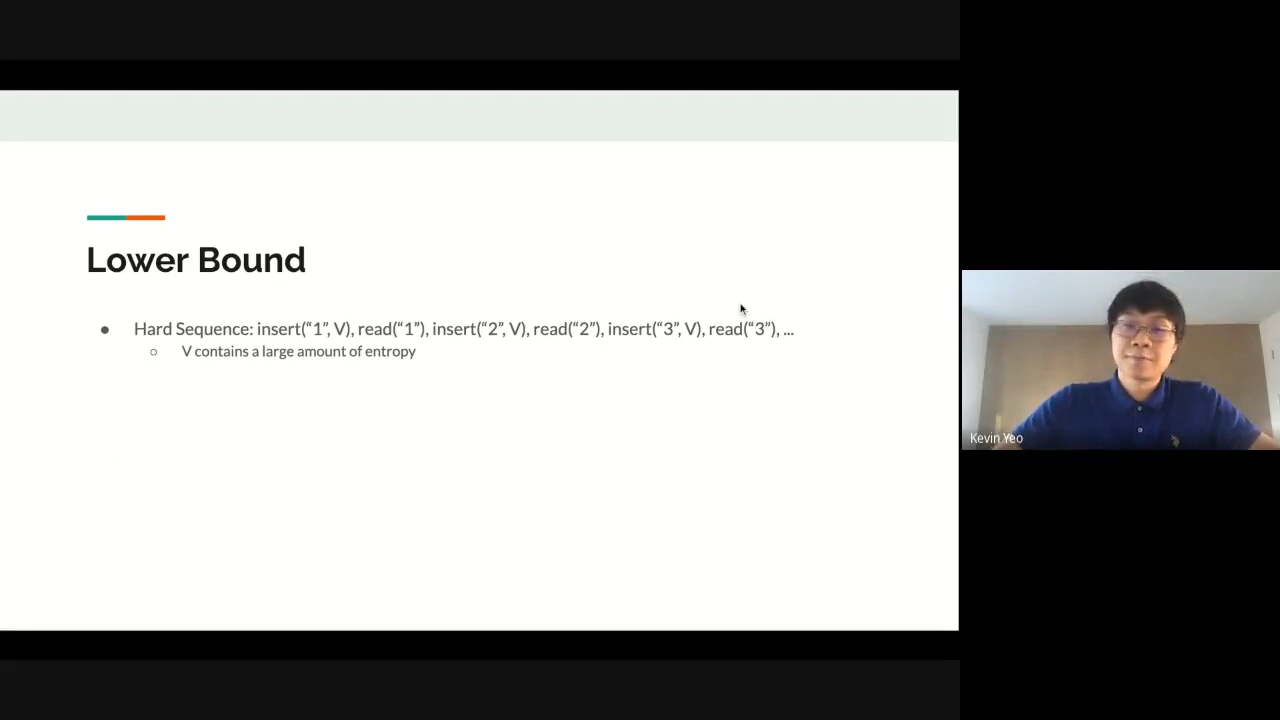 Lower Bound
● Hard Sequence: insert(“1”, V), read(“1”), insert(“2”, V), read(“2”), insert(“3”, V), read(“3”), ...
○ V contains a large amount of entropy
Kevin Yeo